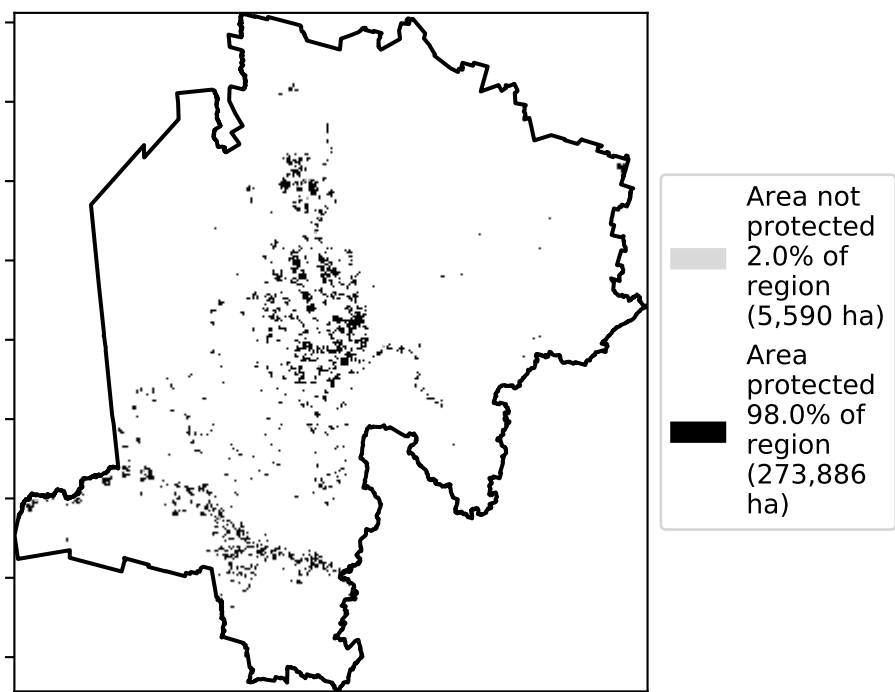 Area not
protected
2.0% of
region
(5,590 ha)
Area
protected
98.0% of
region
(273,886
ha)